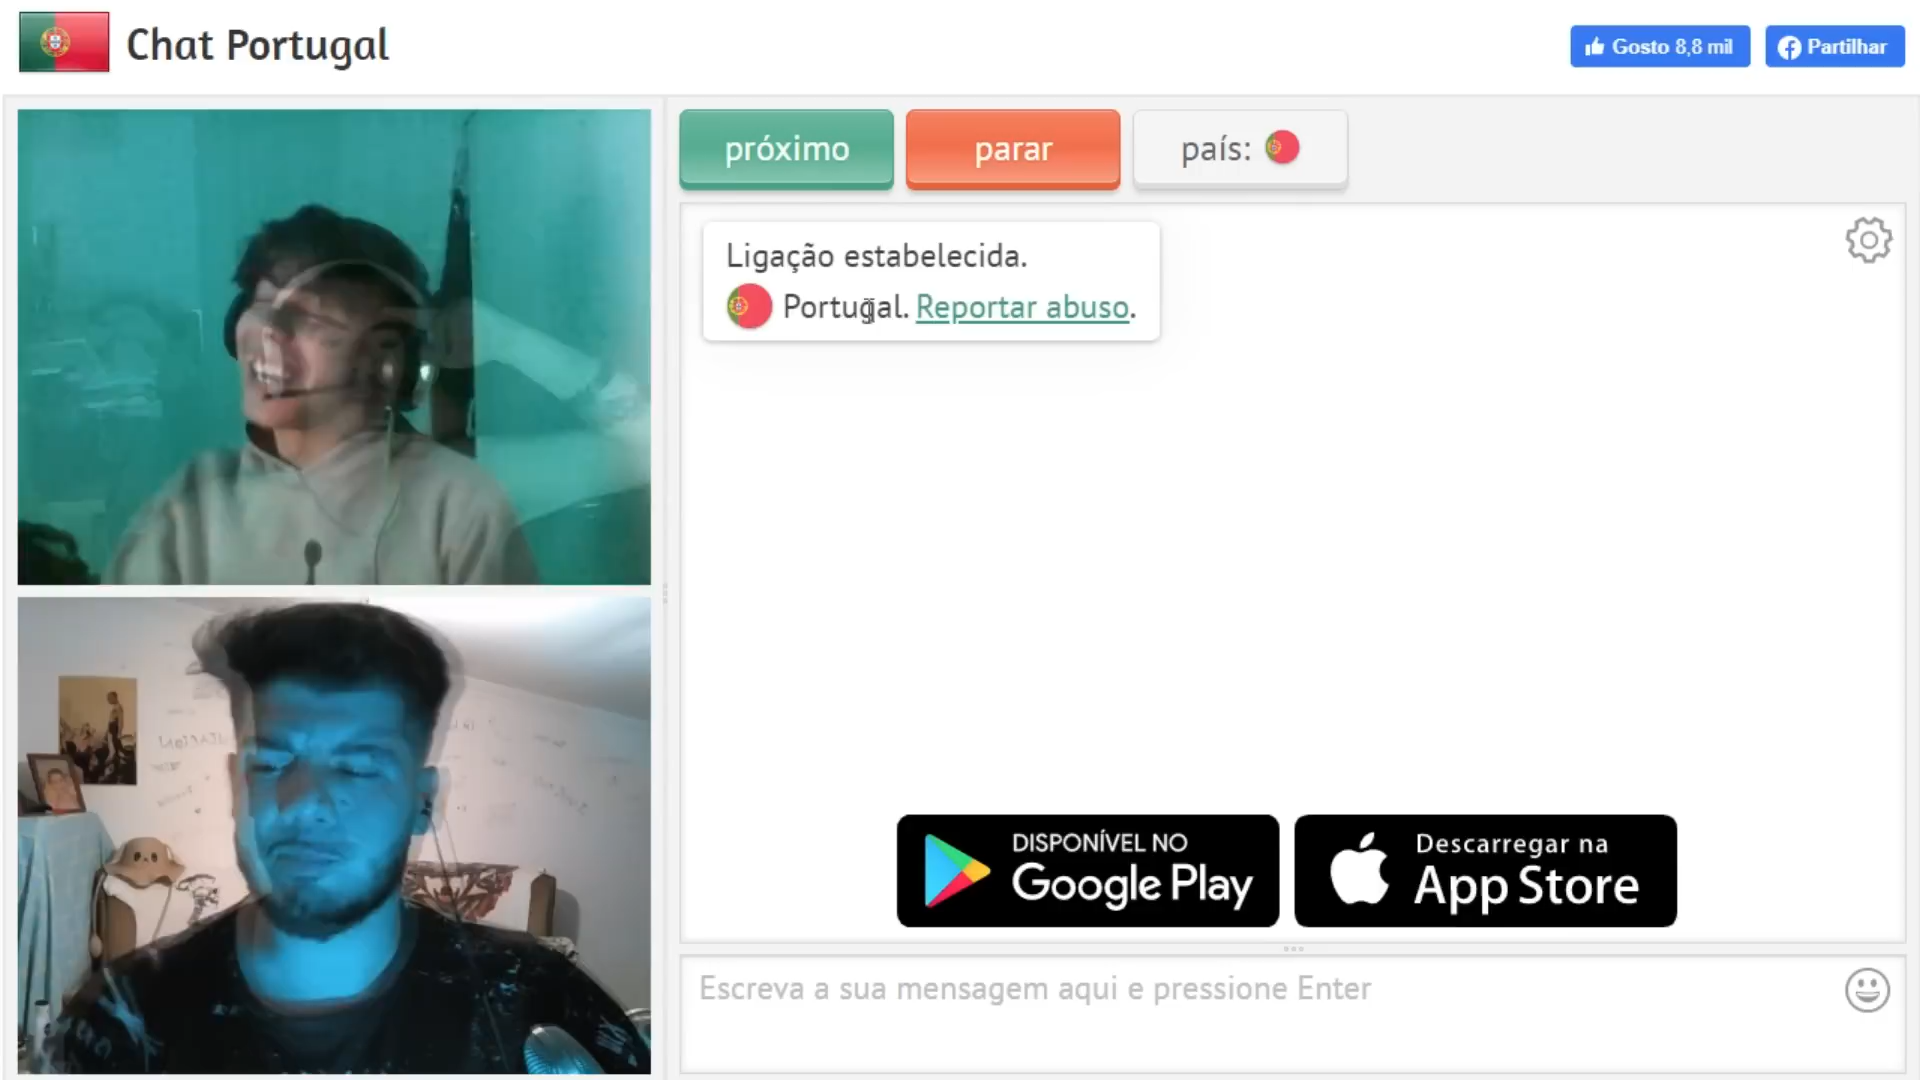 Chat Portugal
Gosto 8,8 mil
Partilhar
próximo
parar
país:
Ligação estabelecida.
Portugal. Reportar abuso.
DISPONÍVEL NO
Google Play
Descarregar na
App Store
Escreva a sua mensagem aqui e pressione Enter